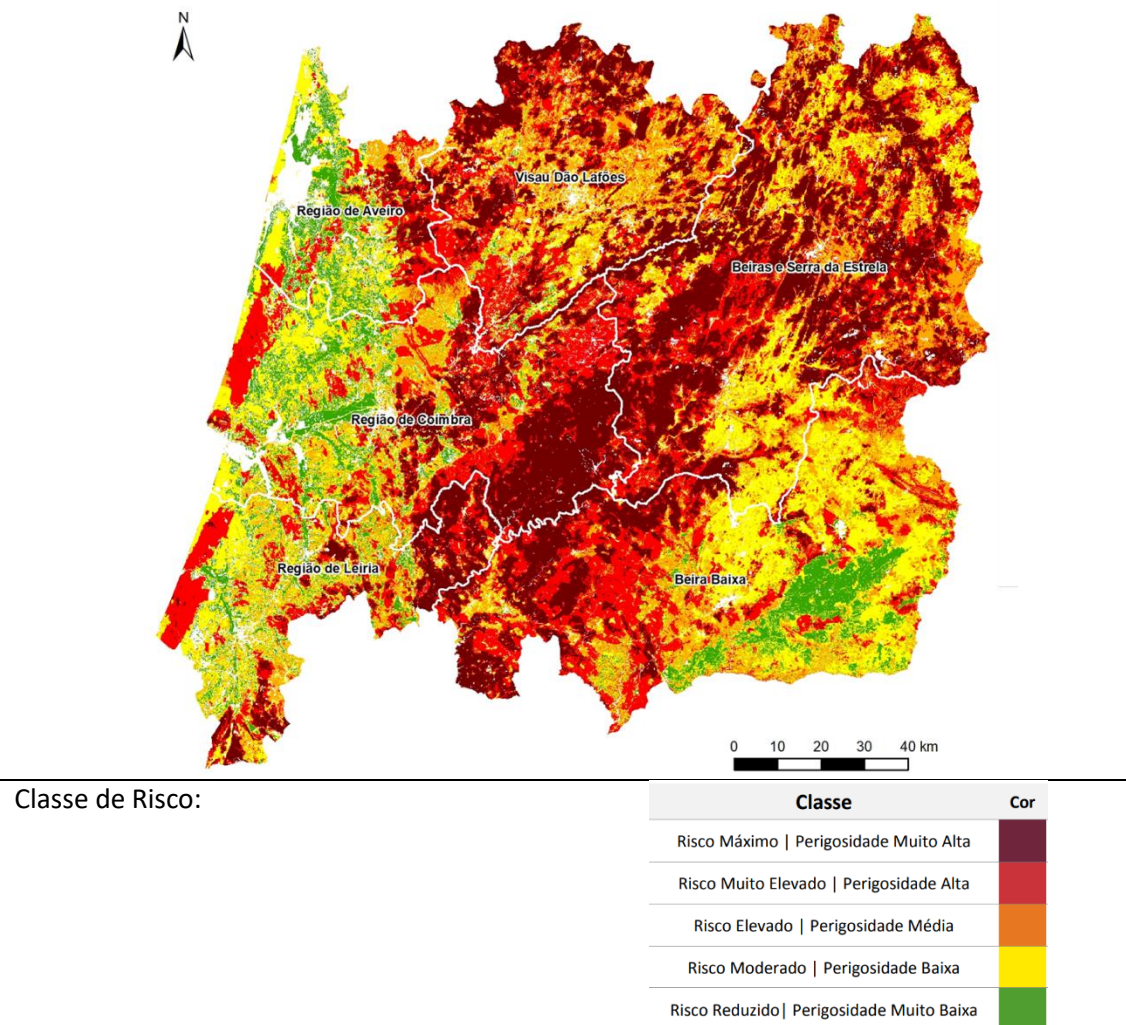 N
Visau Dão Lafões
Região de Aveiro
Beiras e Serra da Estrela
Região de Coimbra
Região de Leiria
Beira Baixa
0 10 20 30 40 km
Classe de Risco:
Classe Cor
Risco Máximo | Perigosidade Muito Alta
Risco Muito Elevado | Perigosidade Alta
Risco Elevado | Perigosidade Média
Risco Moderado | Perigosidade Baixa
Risco Reduzido| Perigosidade Muito Baixa